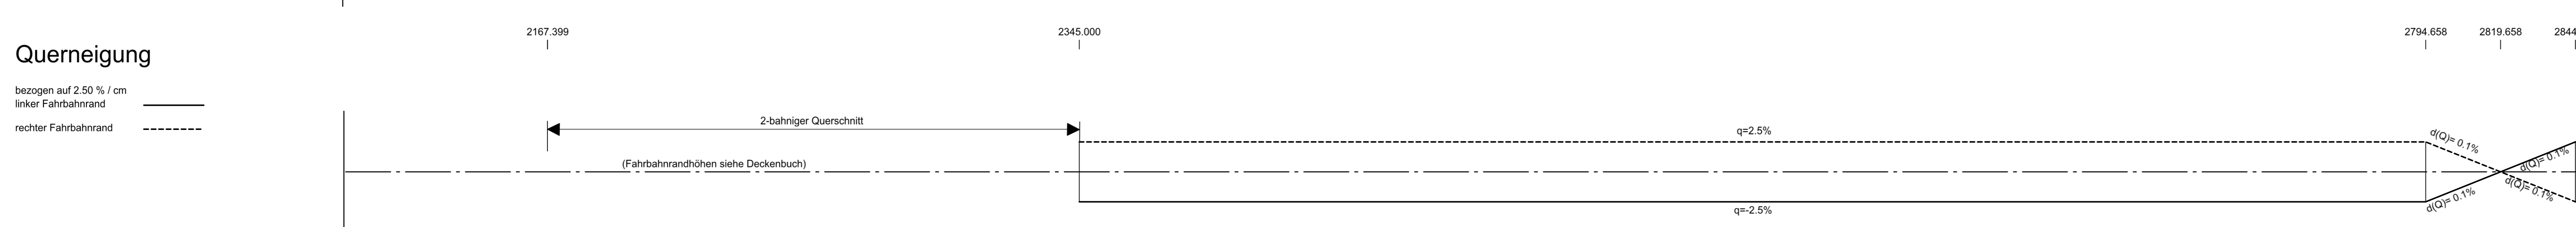 2167.399
2345.000
2794.658
2819.658
2844
Querneigung
bezogen auf 2.50 % / cm
linker Fahrbahnrand
rechter Fahrbahnrand
2-bahniger Querschnitt
(Fahrbahnrandhöhen siehe Deckenbuch)
q=2.5%
q=-2.5%
d(Q)= 0.1%
d(Q)= 0.1%
d(Q)= 0.1%
d(Q)= 0.1%